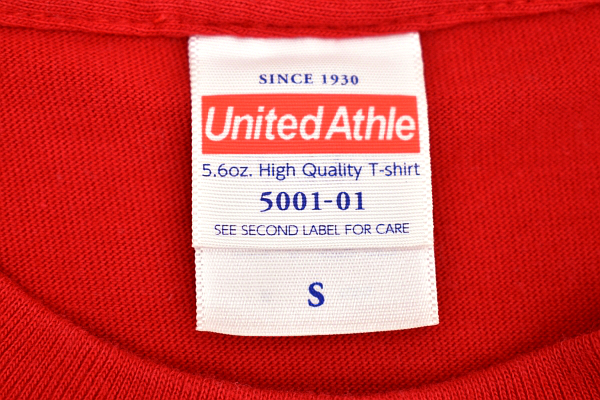 SINCE 1930
United Athle
5.6oz. High Quality T-shirt
5001-01
SEE SECOND LABEL FOR CARE
S